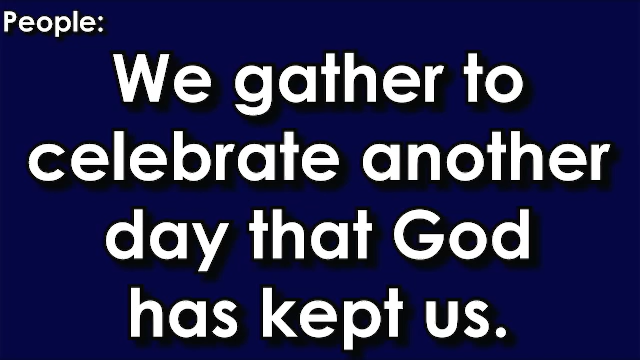 People:
We gather to
celebrate another
day that God
has kept us.